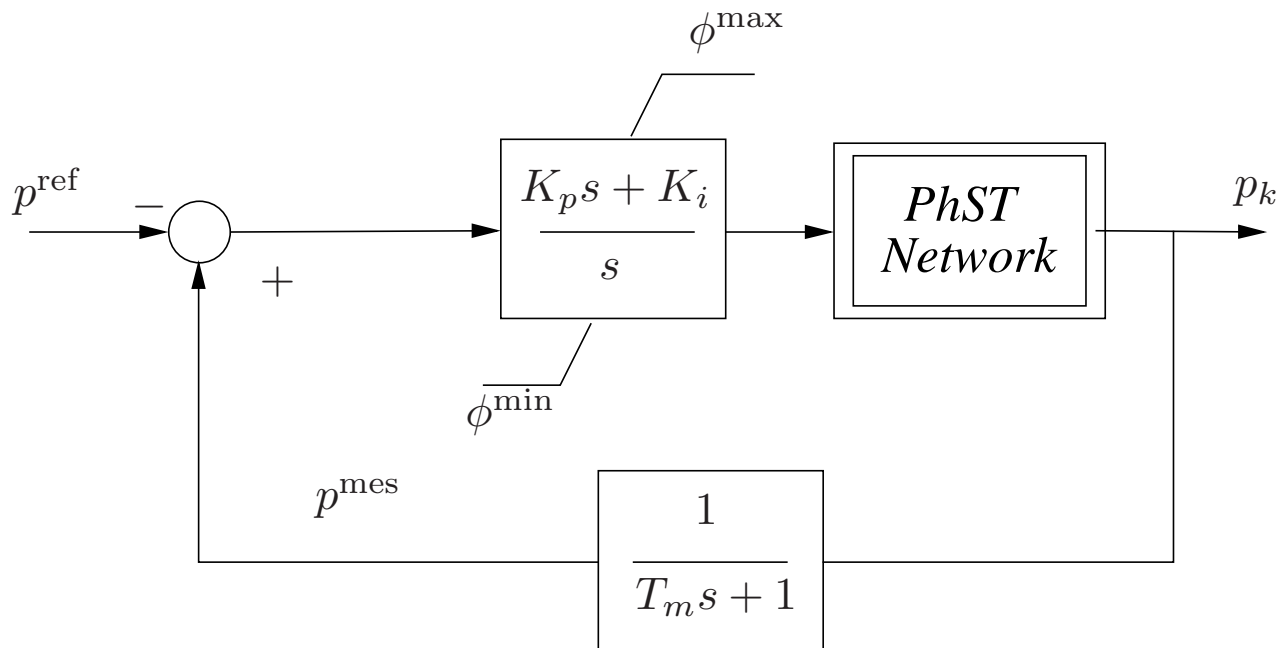 ϕ^max
p^ref
−
+
K_p s + K_i
s
PhST
Network
p_k
ϕ^min
p^mes
1
T_m s + 1